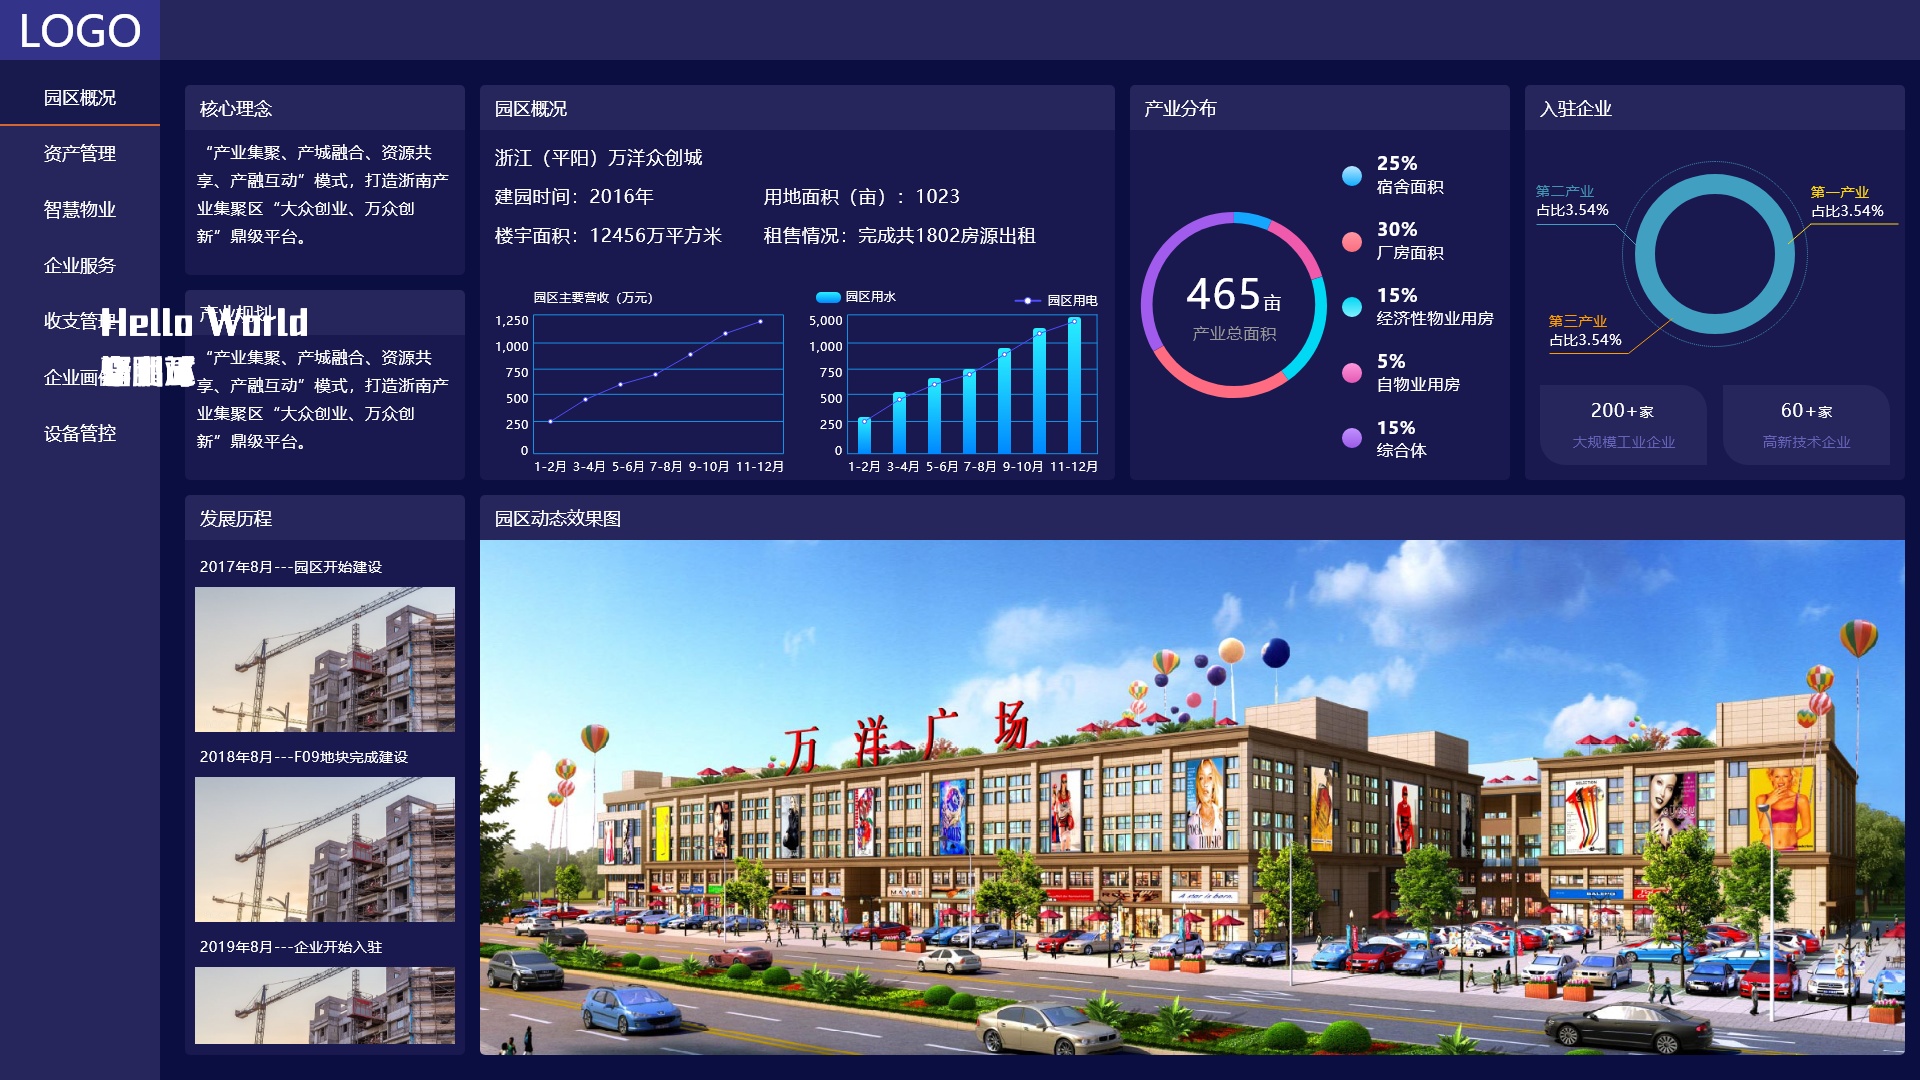 LOGO
园区概况
资产管理
智慧物业
企业服务
收支管
企业画
设备管控
Hello World
核心理念
“产业集聚、产城融合、资源共
享、产融互动”模式，打造浙南产
业集聚区“大众创业、万众创
新”鼎级平台。
产业规划
“产业集聚、产城融合、资源共
享、产融互动”模式，打造浙南产
业集聚区“大众创业、万众创
新”鼎级平台。
园区概况
浙江（平阳）万洋众创城
建园时间：2016年 用地面积（亩）：1023
楼宇面积：12456万平方米 租售情况：完成共1802房源出租
园区主要营收（万元）
1,250
1,000
750
500
250
0
1-2月 3-4月 5-6月 7-8月 9-10月 11-12月
园区用水 园区用电
5,000
1,000
750
500
250
0
1-2月 3-4月 5-6月 7-8月 9-10月 11-12月
产业分布
465亩
产业总面积
25%
宿舍面积
30%
厂房面积
15%
经济性物业用房
5%
自物业用房
15%
综合体
入驻企业
第二产业
占比3.54%
第一产业
占比3.54%
第三产业
占比3.54%
200+家
大规模工业企业
60+家
高新技术企业
发展历程
2017年8月---园区开始建设
2018年8月---F09地块完成建设
2019年8月---企业开始入驻
园区动态效果图
万洋广场